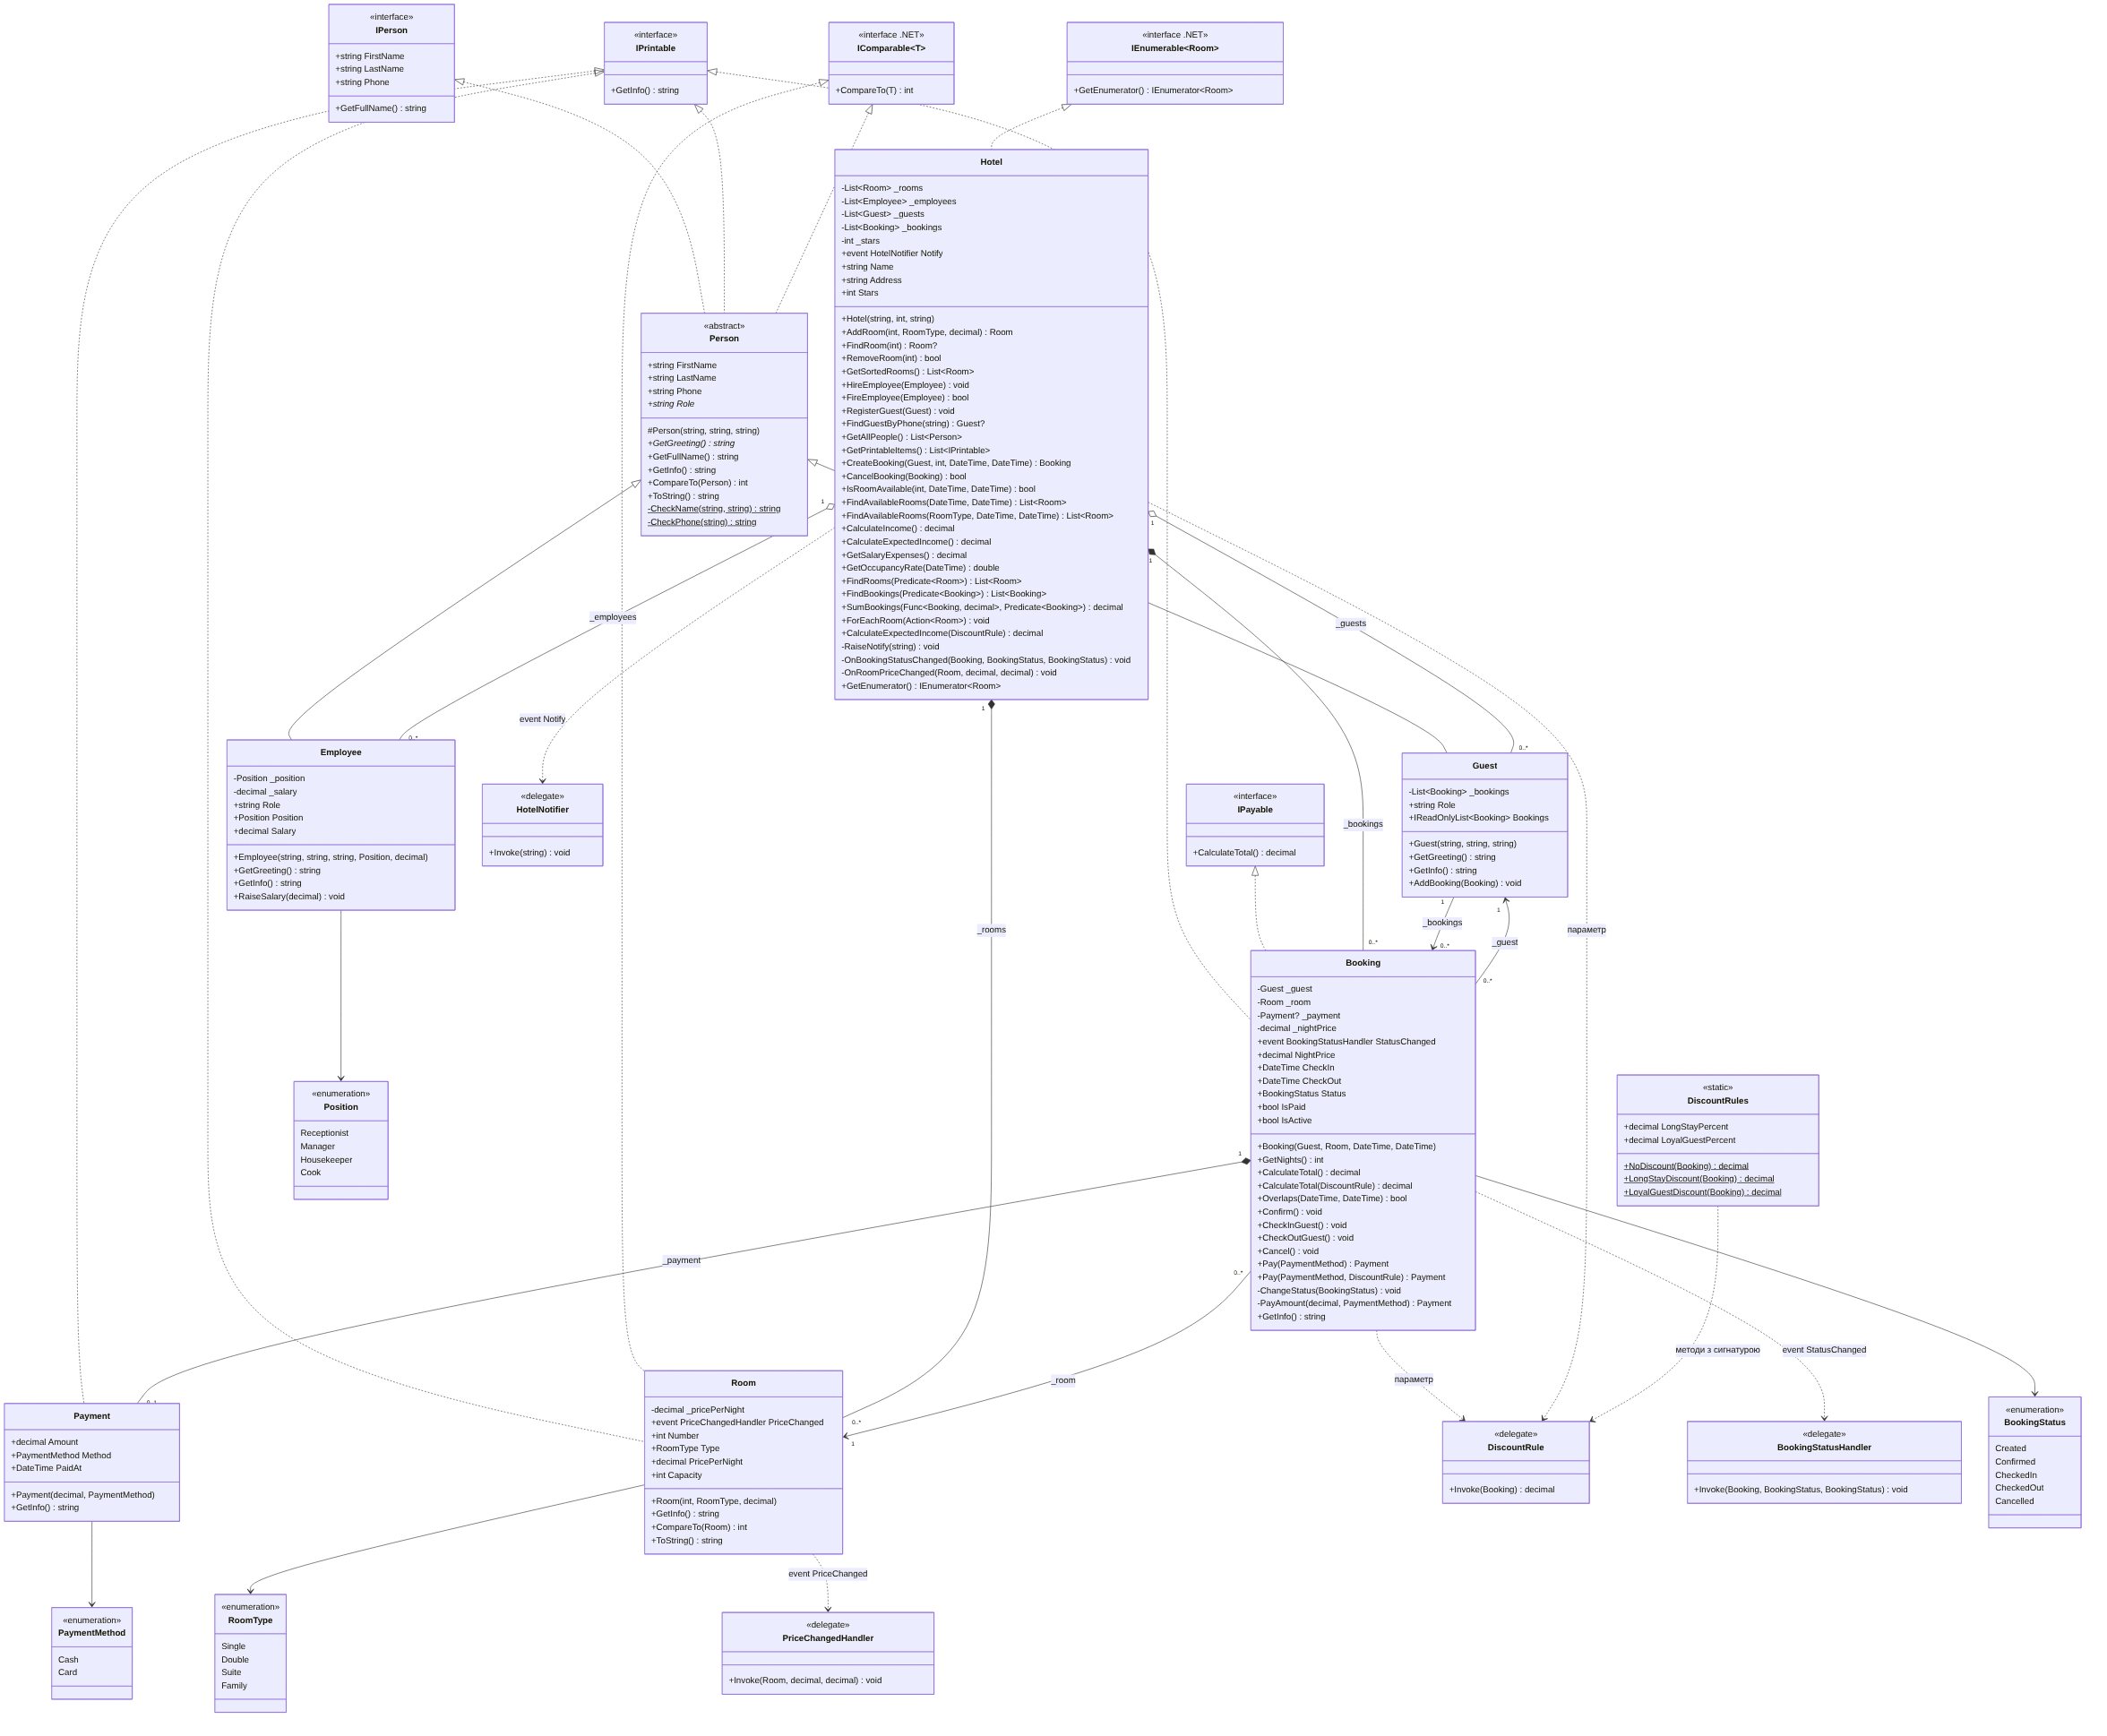 «interface»
IPerson
+string FirstName
+string LastName
+string Phone
+GetFullName() : string
«interface»
IPrintable
+GetInfo() : string
«interface .NET»
IComparable<T>
+CompareTo(T) : int
«interface .NET»
IEnumerable<Room>
+GetEnumerator() : IEnumerator<Room>
Hotel
-List<Room> _rooms
-List<Employee> _employees
-List<Guest> _guests
-List<Booking> _bookings
-int _stars
+event HotelNotifier Notify
+string Name
+string Address
+int Stars
+Hotel(string, int, string)
+AddRoom(int, RoomType, decimal) : Room
+FindRoom(int) : Room?
+RemoveRoom(int) : bool
+GetSortedRooms() : List<Room>
+HireEmployee(Employee) : void
+FireEmployee(Employee) : bool
+RegisterGuest(Guest) : void
+FindGuestByPhone(string) : Guest?
+GetAllPeople() : List<Person>
+GetPrintableItems() : List<IPrintable>
+CreateBooking(Guest, int, DateTime, DateTime) : Booking
+CancelBooking(Booking) : bool
+IsRoomAvailable(int, DateTime, DateTime) : bool
+FindAvailableRooms(DateTime, DateTime) : List<Room>
+FindAvailableRooms(RoomType, DateTime, DateTime) : List<Room>
+CalculateIncome() : decimal
+CalculateExpectedIncome() : decimal
+GetSalaryExpenses() : decimal
+GetOccupancyRate(DateTime) : double
+FindRooms(Predicate<Room>) : List<Room>
+FindBookings(Predicate<Booking>) : List<Booking>
+SumBookings(Func<Booking, decimal>, Predicate<Booking>) : decimal
+ForEachRoom(Action<Room>) : void
+CalculateExpectedIncome(DiscountRule) : decimal
-RaiseNotify(string) : void
-OnBookingStatusChanged(Booking, BookingStatus, BookingStatus) : void
-OnRoomPriceChanged(Room, decimal, decimal) : void
+GetEnumerator() : IEnumerator<Room>
«abstract»
Person
+string FirstName
+string LastName
+string Phone
+string Role
#Person(string, string, string)
+GetGreeting() : string
+GetFullName() : string
+GetInfo() : string
+CompareTo(Person) : int
+ToString() : string
-CheckName(string, string) : string
-CheckPhone(string) : string
1
1
1
1
_employees
_guests
event Notify
0..*
0..*
Employee
-Position _position
-decimal _salary
+string Role
+Position Position
+decimal Salary
+Employee(string, string, string, Position, decimal)
+GetGreeting() : string
+GetInfo() : string
+RaiseSalary(decimal) : void
«delegate»
HotelNotifier
+Invoke(string) : void
«interface»
IPayable
+CalculateTotal() : decimal
Guest
-List<Booking> _bookings
+string Role
+IReadOnlyList<Booking> Bookings
+Guest(string, string, string)
+GetGreeting() : string
+GetInfo() : string
+AddBooking(Booking) : void
_bookings
параметр
1
1
_bookings
_guest
_rooms
0..*
0..*
0..*
Booking
-Guest _guest
-Room _room
-Payment? _payment
-decimal _nightPrice
+event BookingStatusHandler StatusChanged
+decimal NightPrice
+DateTime CheckIn
+DateTime CheckOut
+BookingStatus Status
+bool IsPaid
+bool IsActive
+Booking(Guest, Room, DateTime, DateTime)
+GetNights() : int
+CalculateTotal() : decimal
+CalculateTotal(DiscountRule) : decimal
+Overlaps(DateTime, DateTime) : bool
+Confirm() : void
+CheckInGuest() : void
+CheckOutGuest() : void
+Cancel() : void
+Pay(PaymentMethod) : Payment
+Pay(PaymentMethod, DiscountRule) : Payment
-ChangeStatus(BookingStatus) : void
-PayAmount(decimal, PaymentMethod) : Payment
+GetInfo() : string
«enumeration»
Position
Receptionist
Manager
Housekeeper
Cook
«static»
DiscountRules
+decimal LongStayPercent
+decimal LoyalGuestPercent
+NoDiscount(Booking) : decimal
+LongStayDiscount(Booking) : decimal
+LoyalGuestDiscount(Booking) : decimal
1
_payment
0..*
_room
параметр
методи з сигнатурою
event StatusChanged
0..1
Payment
+decimal Amount
+PaymentMethod Method
+DateTime PaidAt
+Payment(decimal, PaymentMethod)
+GetInfo() : string
Room
-decimal _pricePerNight
+event PriceChangedHandler PriceChanged
+int Number
+RoomType Type
+decimal PricePerNight
+int Capacity
+Room(int, RoomType, decimal)
+GetInfo() : string
+CompareTo(Room) : int
+ToString() : string
0..*
1
«delegate»
DiscountRule
+Invoke(Booking) : decimal
«delegate»
BookingStatusHandler
+Invoke(Booking, BookingStatus, BookingStatus) : void
«enumeration»
BookingStatus
Created
Confirmed
CheckedIn
CheckedOut
Cancelled
event PriceChanged
«enumeration»
PaymentMethod
Cash
Card
«enumeration»
RoomType
Single
Double
Suite
Family
«delegate»
PriceChangedHandler
+Invoke(Room, decimal, decimal) : void